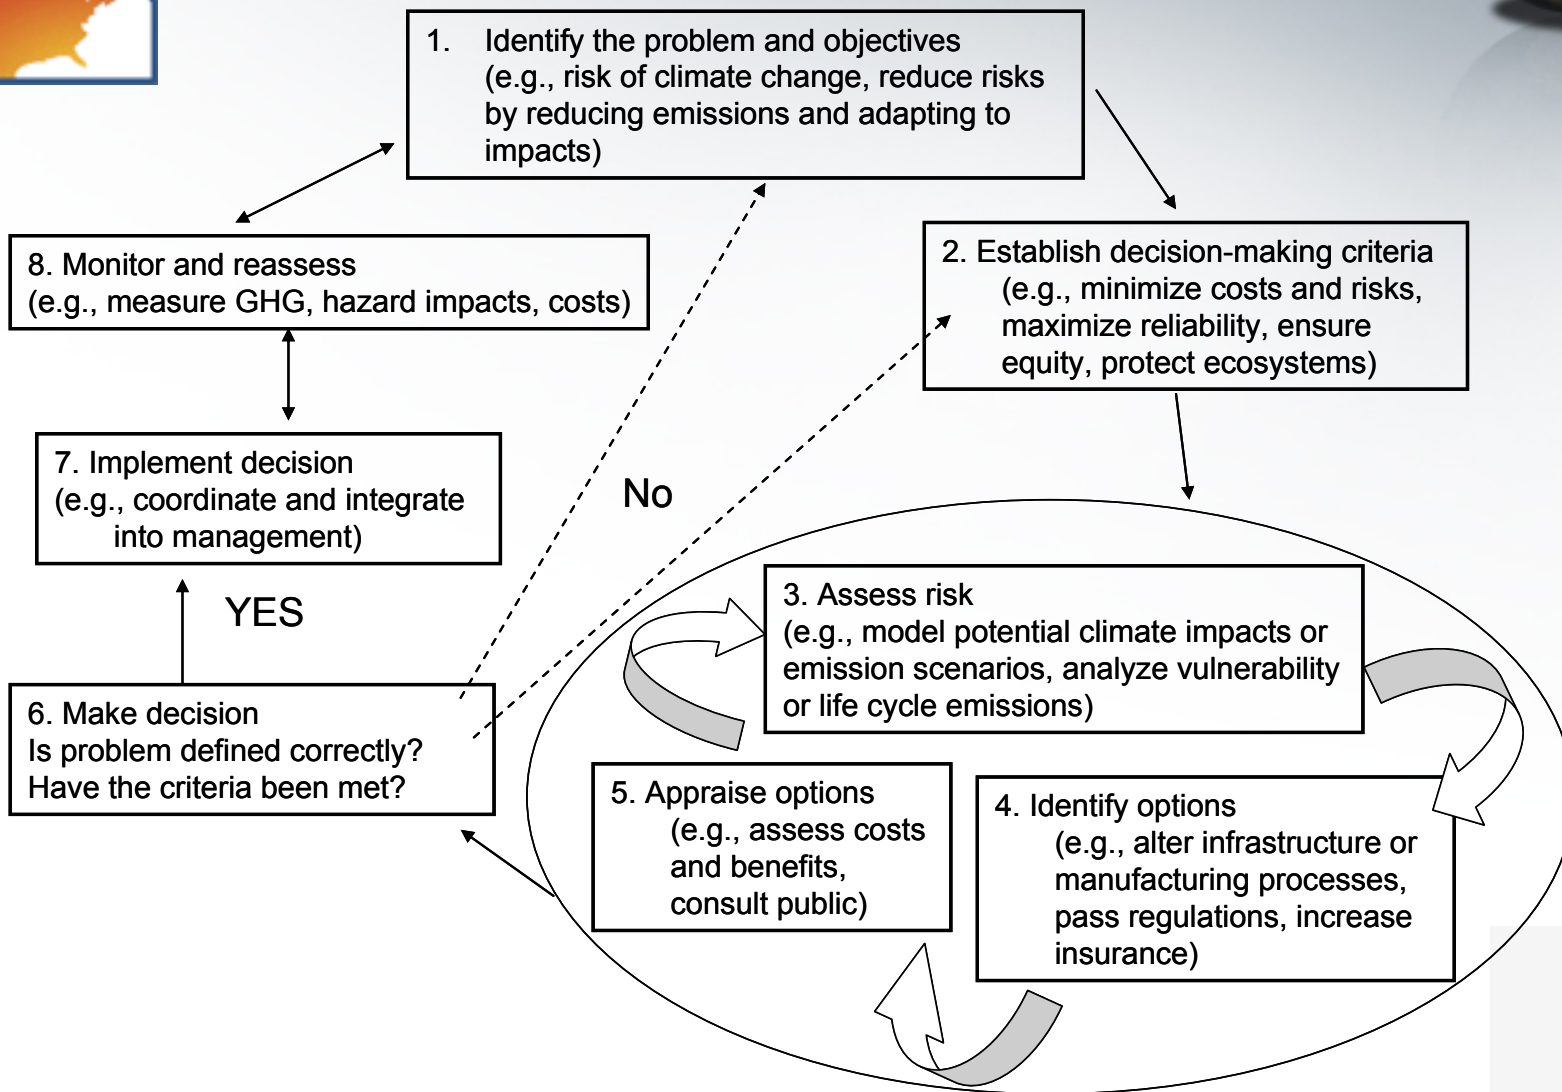 1. Identify the problem and objectives
(e.g., risk of climate change, reduce risks
by reducing emissions and adapting to
impacts)
2. Establish decision-making criteria
(e.g., minimize costs and risks,
maximize reliability, ensure
equity, protect ecosystems)
3. Assess risk
(e.g., model potential climate impacts or
emission scenarios, analyze vulnerability
or life cycle emissions)
4. Identify options
(e.g., alter infrastructure or
manufacturing processes,
pass regulations, increase
insurance)
5. Appraise options
(e.g., assess costs
and benefits,
consult public)
6. Make decision
Is problem defined correctly?
Have the criteria been met?
No
YES
7. Implement decision
(e.g., coordinate and integrate
into management)
8. Monitor and reassess
(e.g., measure GHG, hazard impacts, costs)